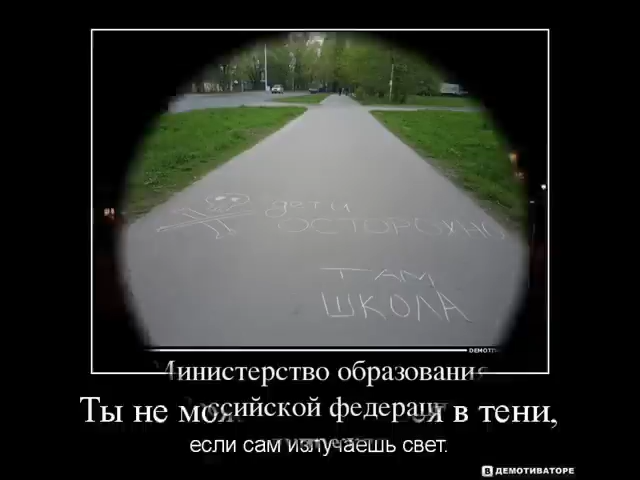 дети
ОСТОРОЖНО
ТАМ
ШКОЛА
Министерство образования
Ты не в тени,
если сам излучаешь свет.
В ДЕМОТИВАТОРЕ